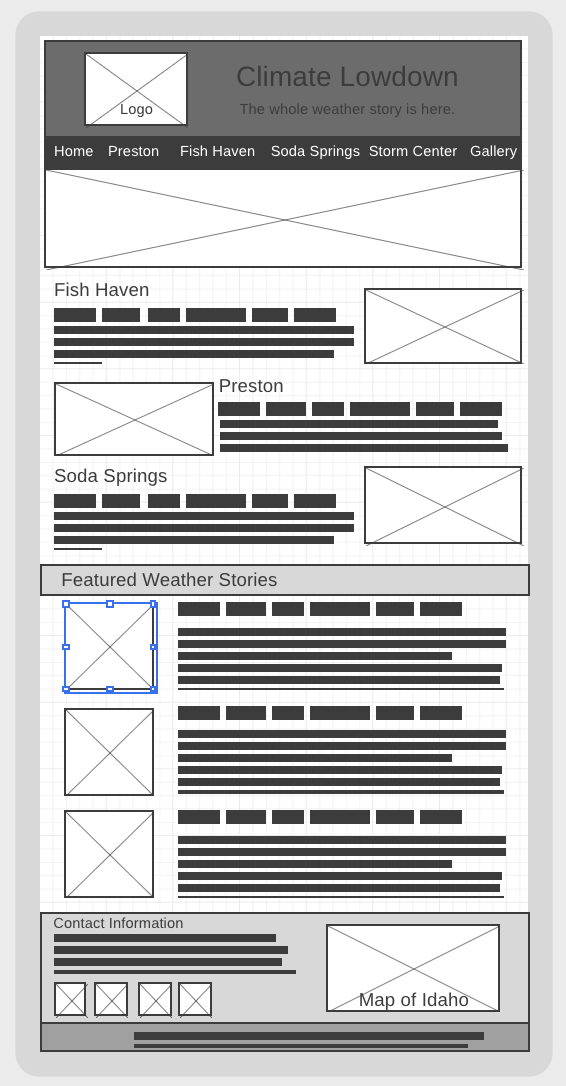 Logo
Climate Lowdown
The whole weather story is here.
Home Preston Fish Haven Soda Springs Storm Center Gallery
Fish Haven
Preston
Soda Springs
Featured Weather Stories
Contact Information
Map of Idaho